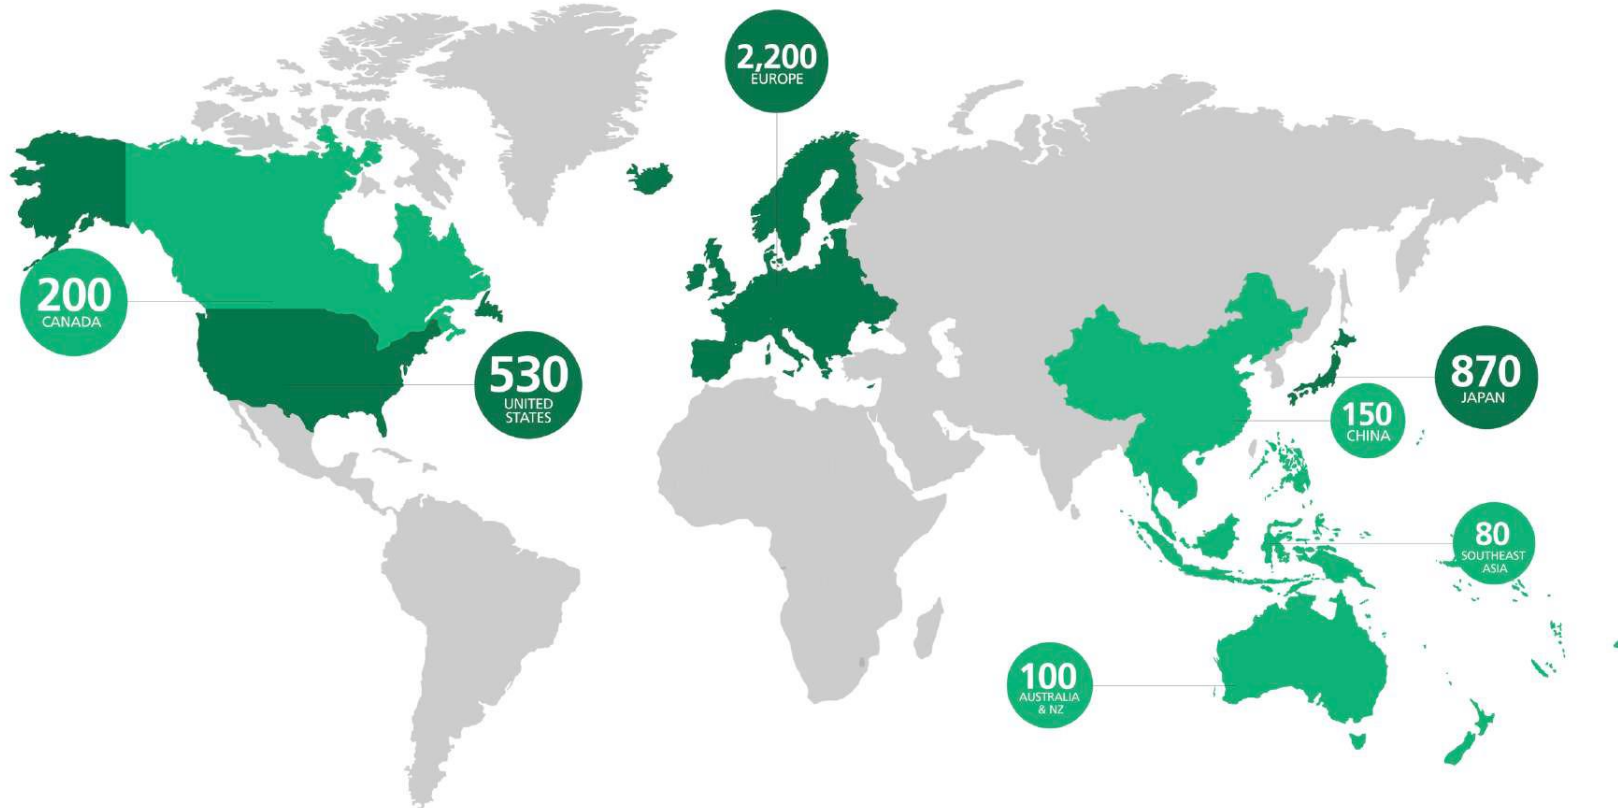 2,200
EUROPE
200
CANADA
530
UNITED
STATES
870
JAPAN
150
CHINA
80
SOUTHEAST
ASIA
100
AUSTRALIA
& NZ